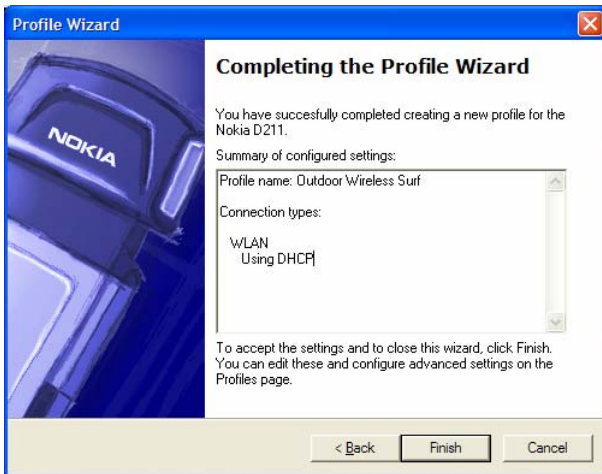 Profile Wizard
NOKIA
Completing the Profile Wizard
You have succesfully completed creating a new profile for the
Nokia D211.
Summary of configured settings:
Profile name: Outdoor Wireless Surf
Connection types:
WLAN
Using DHCP
To accept the settings and to close this wizard, click Finish.
You can edit these and configure advanced settings on the
Profiles page.
< Back
Finish
Cancel